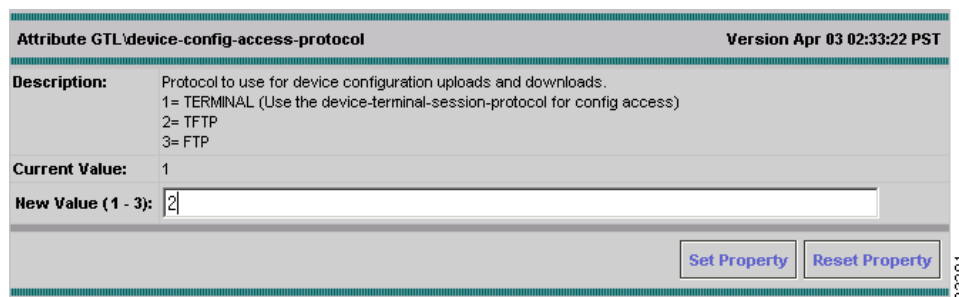 Attribute GTL\device-config-access-protocol Version Apr 03 02:33:22 PST
Description: Protocol to use for device configuration uploads and downloads.
1= TERMINAL (Use the device-terminal-session-protocol for config access)
2= TFTP
3= FTP
Current Value: 1
New Value (1 - 3): 2
Set Property Reset Property